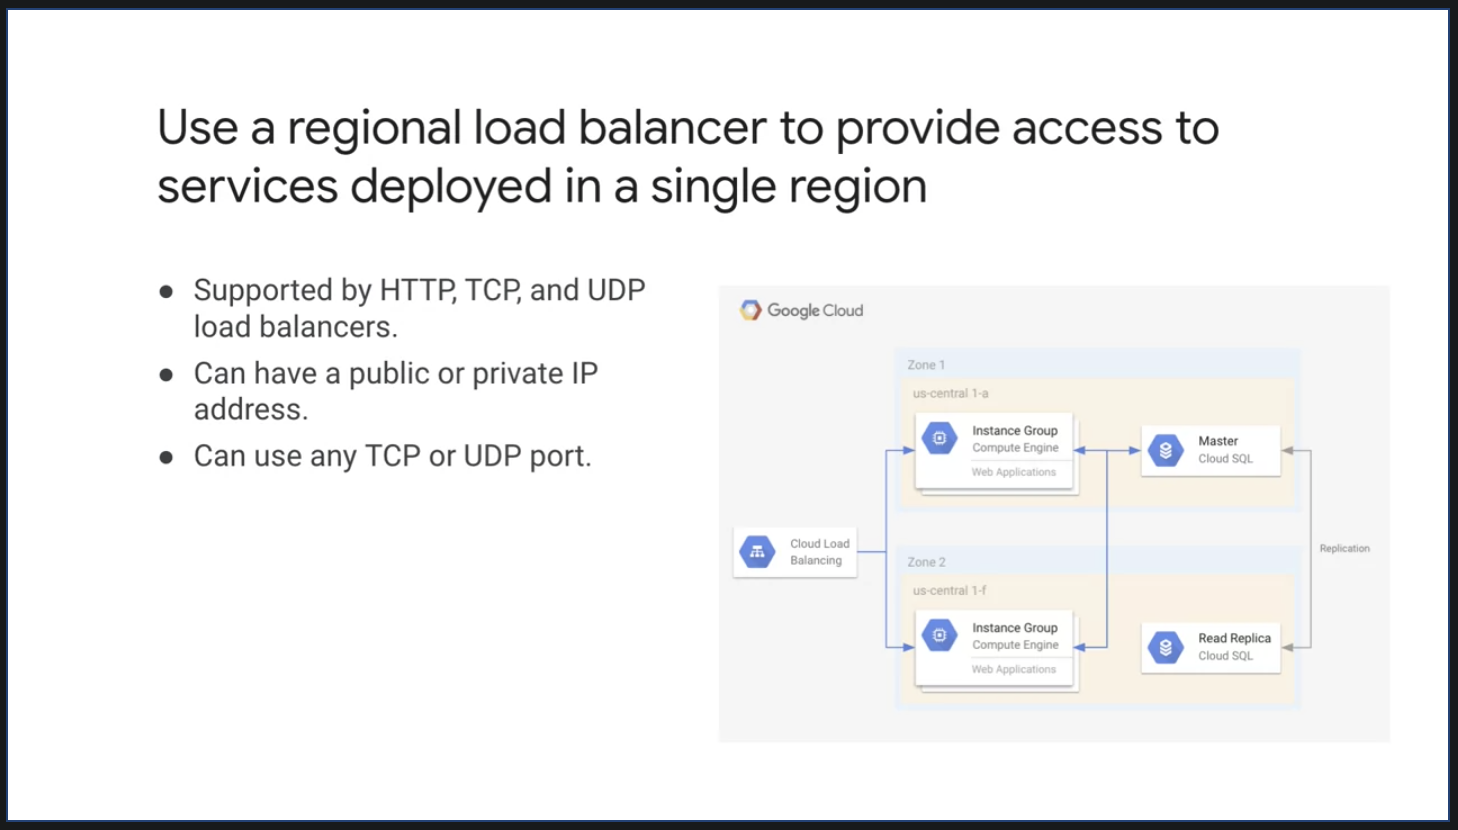 Use a regional load balancer to provide access to
services deployed in a single region
● Supported by HTTP, TCP, and UDP
load balancers.
● Can have a public or private IP
address.
● Can use any TCP or UDP port.
Google Cloud
Zone 1
us-central 1-a
Instance Group
Compute Engine
Web Applications
Master
Cloud SQL
Cloud Load
Balancing
Replication
Zone 2
us-central 1-f
Instance Group
Compute Engine
Web Applications
Read Replica
Cloud SQL